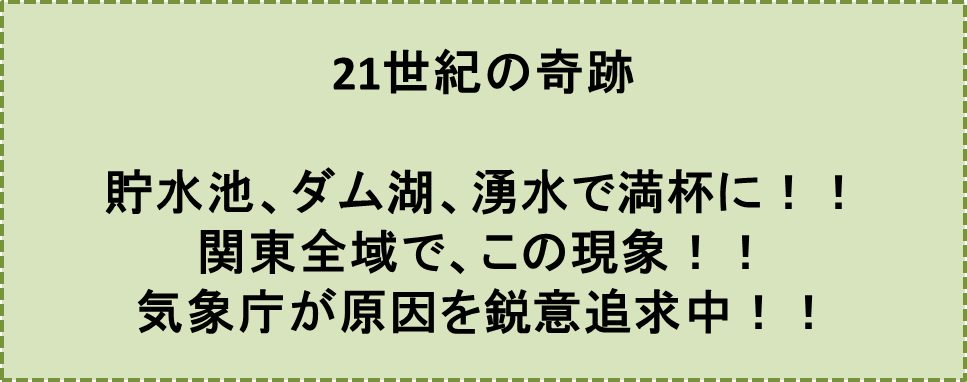 21世紀の奇跡
貯水池、ダム湖、湧水で満杯に！！
関東全域で、この現象！！
気象庁が原因を鋭意追求中！！